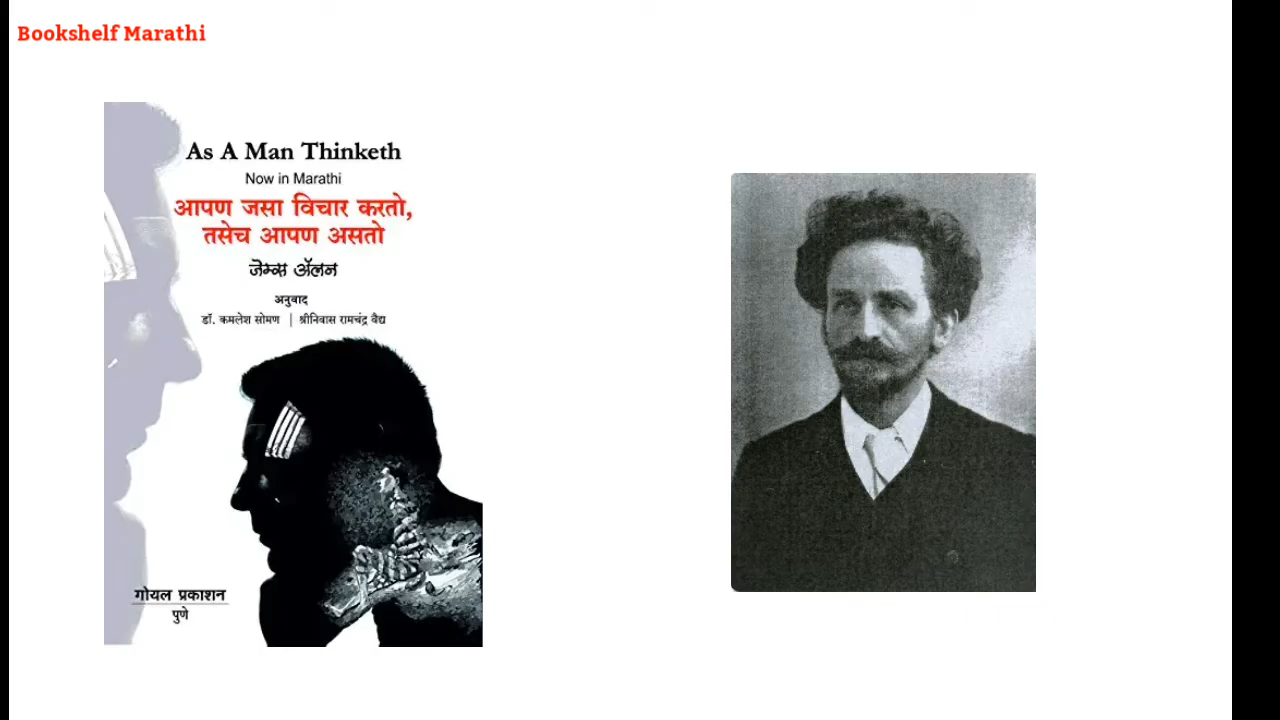 Bookshelf Marathi
As A Man Thinketh
Now in Marathi
आपण जसा विचार करतो,
तसेच आपण असतो
जेम्स ॲलन
अनुवाद
डॉ. कमलेश सोमण | श्रीनिवास रामचंद्र वैद्य
गोयल प्रकाशन
पुणे